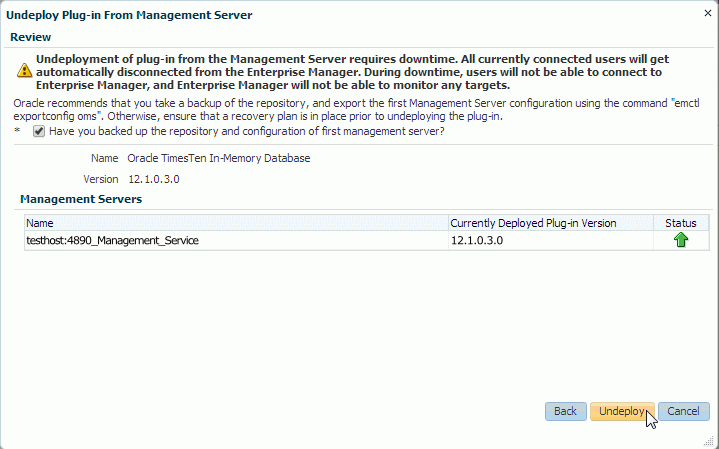 Undeploy Plug-in From Management Server
Review
Undeployment of plug-in from the Management Server requires downtime. All currently connected users will get
automatically disconnected from the Enterprise Manager. During downtime, users will not be able to connect to
Enterprise Manager, and Enterprise Manager will not be able to monitor any targets.
Oracle recommends that you take a backup of the repository, and export the first Management Server configuration using the command "emctl
exportconfig oms". Otherwise, ensure that a recovery plan is in place prior to undeploying the plug-in.
* Have you backed up the repository and configuration of first management server?
Name Oracle TimesTen In-Memory Database
Version 12.1.0.3.0
Management Servers
Name Currently Deployed Plug-in Version Status
testhost:4890_Management_Service 12.1.0.3.0
Back Undeploy Cancel